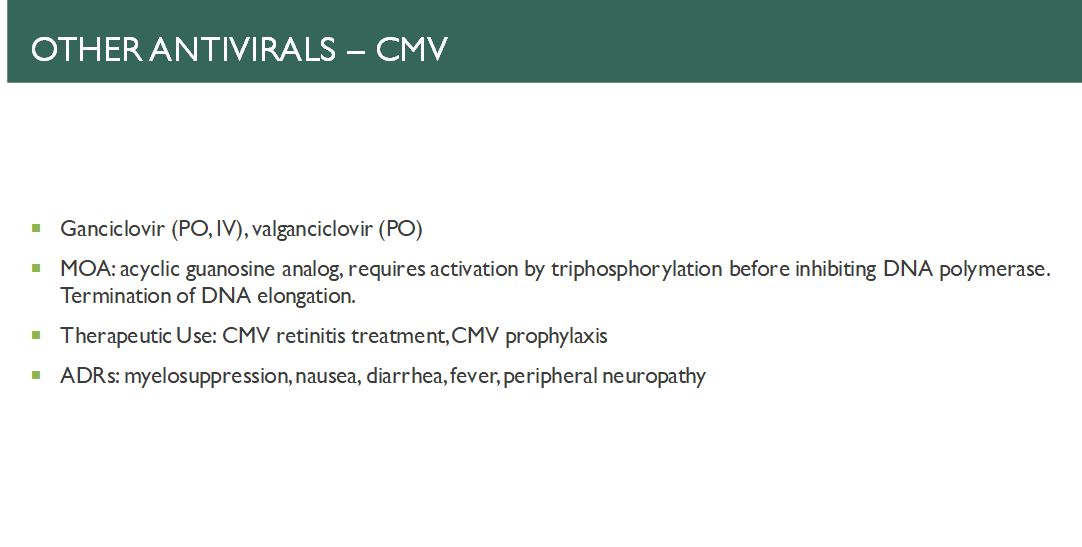 OTHER ANTIVIRALS – CMV
▪ Ganciclovir (PO, IV), valganciclovir (PO)
▪ MOA: acyclic guanosine analog, requires activation by triphosphorylation before inhibiting DNA polymerase.
Termination of DNA elongation.
▪ Therapeutic Use: CMV retinitis treatment, CMV prophylaxis
▪ ADRs: myelosuppression, nausea, diarrhea, fever, peripheral neuropathy